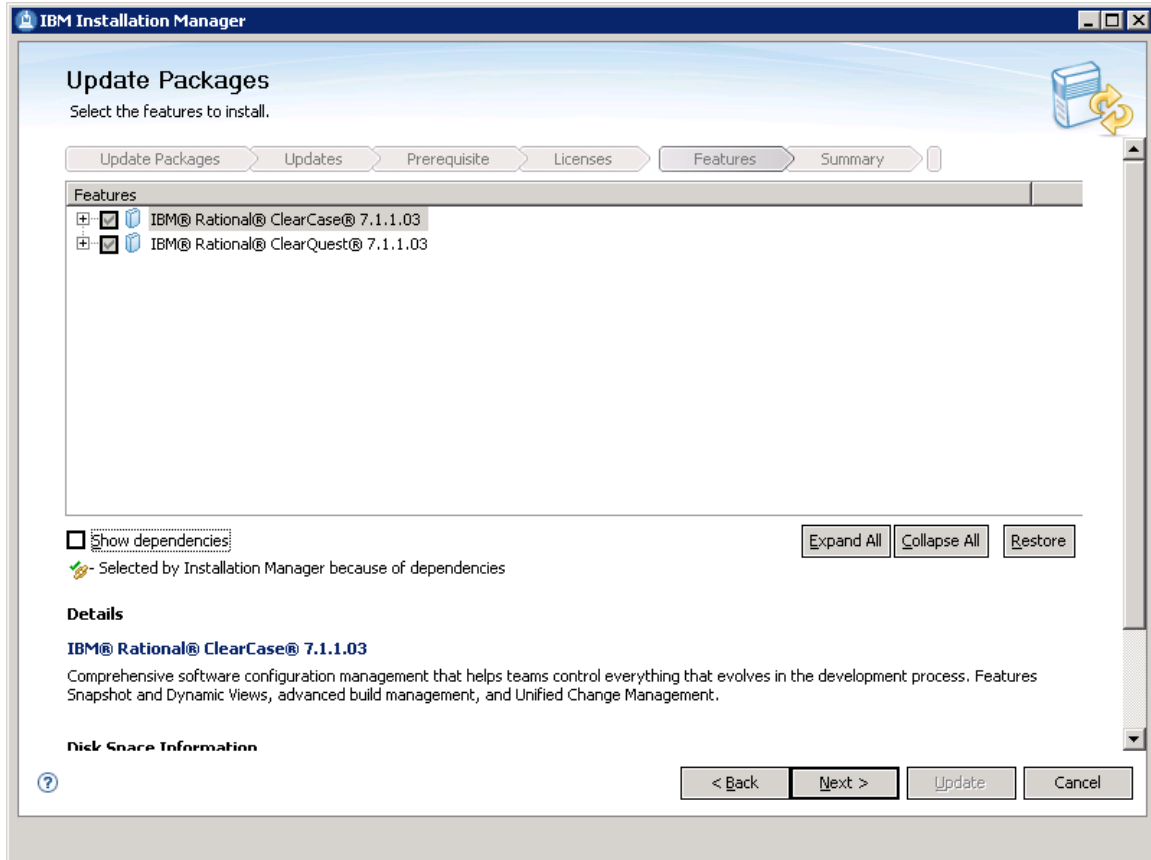 IBM Installation Manager
Update Packages
Select the features to install.
Update Packages Updates Prerequisite Licenses Features Summary
Features
IBM® Rational® ClearCase® 7.1.1.03
IBM® Rational® ClearQuest® 7.1.1.03
Show dependencies Expand All Collapse All Restore
- Selected by Installation Manager because of dependencies
Details
IBM® Rational® ClearCase® 7.1.1.03
Comprehensive software configuration management that helps teams control everything that evolves in the development process. Features
Snapshot and Dynamic Views, advanced build management, and Unified Change Management.
Disk Space Information
? < Back Next > Update Cancel